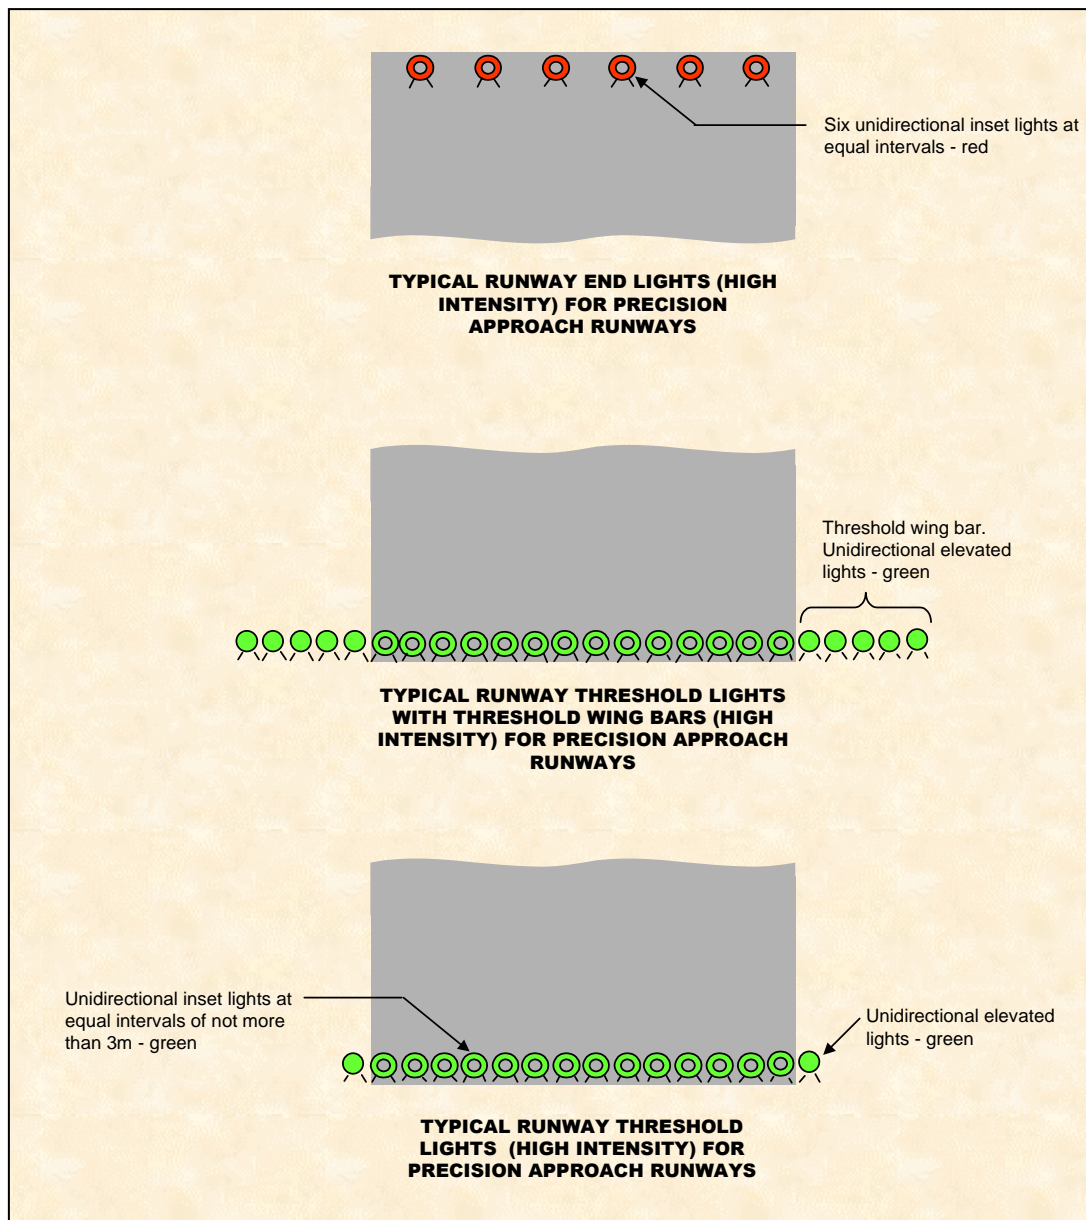 Six unidirectional inset lights at
equal intervals - red
TYPICAL RUNWAY END LIGHTS (HIGH
INTENSITY) FOR PRECISION
APPROACH RUNWAYS
Threshold wing bar.
Unidirectional elevated
lights - green
TYPICAL RUNWAY THRESHOLD LIGHTS
WITH THRESHOLD WING BARS (HIGH
INTENSITY) FOR PRECISION APPROACH
RUNWAYS
Unidirectional inset lights at
equal intervals of not more
than 3m - green
Unidirectional elevated
lights - green
TYPICAL RUNWAY THRESHOLD
LIGHTS (HIGH INTENSITY) FOR
PRECISION APPROACH RUNWAYS